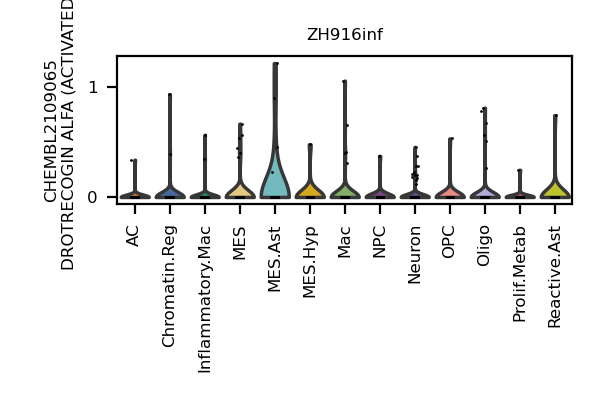 ZH916inf
CHEMBL2109065
DROTRECOGIN ALFA (ACTIVATED
1
0
AC
Chromatin.Reg
Inflammatory.Mac
MES
MES.Ast
MES.Hyp
Mac
NPC
Neuron
OPC
Oligo
Prolif.Metab
Reactive.Ast